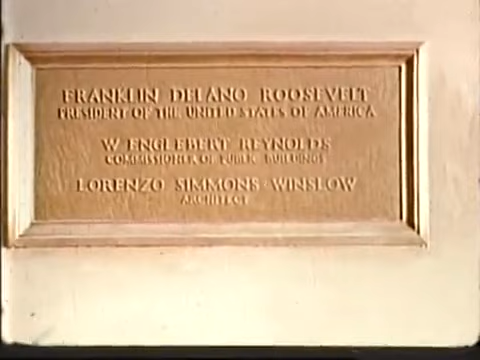 FRANKLIN DELANO ROOSEVELT
PRESIDENT OF THE UNITED STATES OF AMERICA
W ENGLEBERT REYNOLDS
COMMISSIONER OF PUBLIC BUILDINGS
LORENZO SIMMONS WINSLOW
ARCHITECT